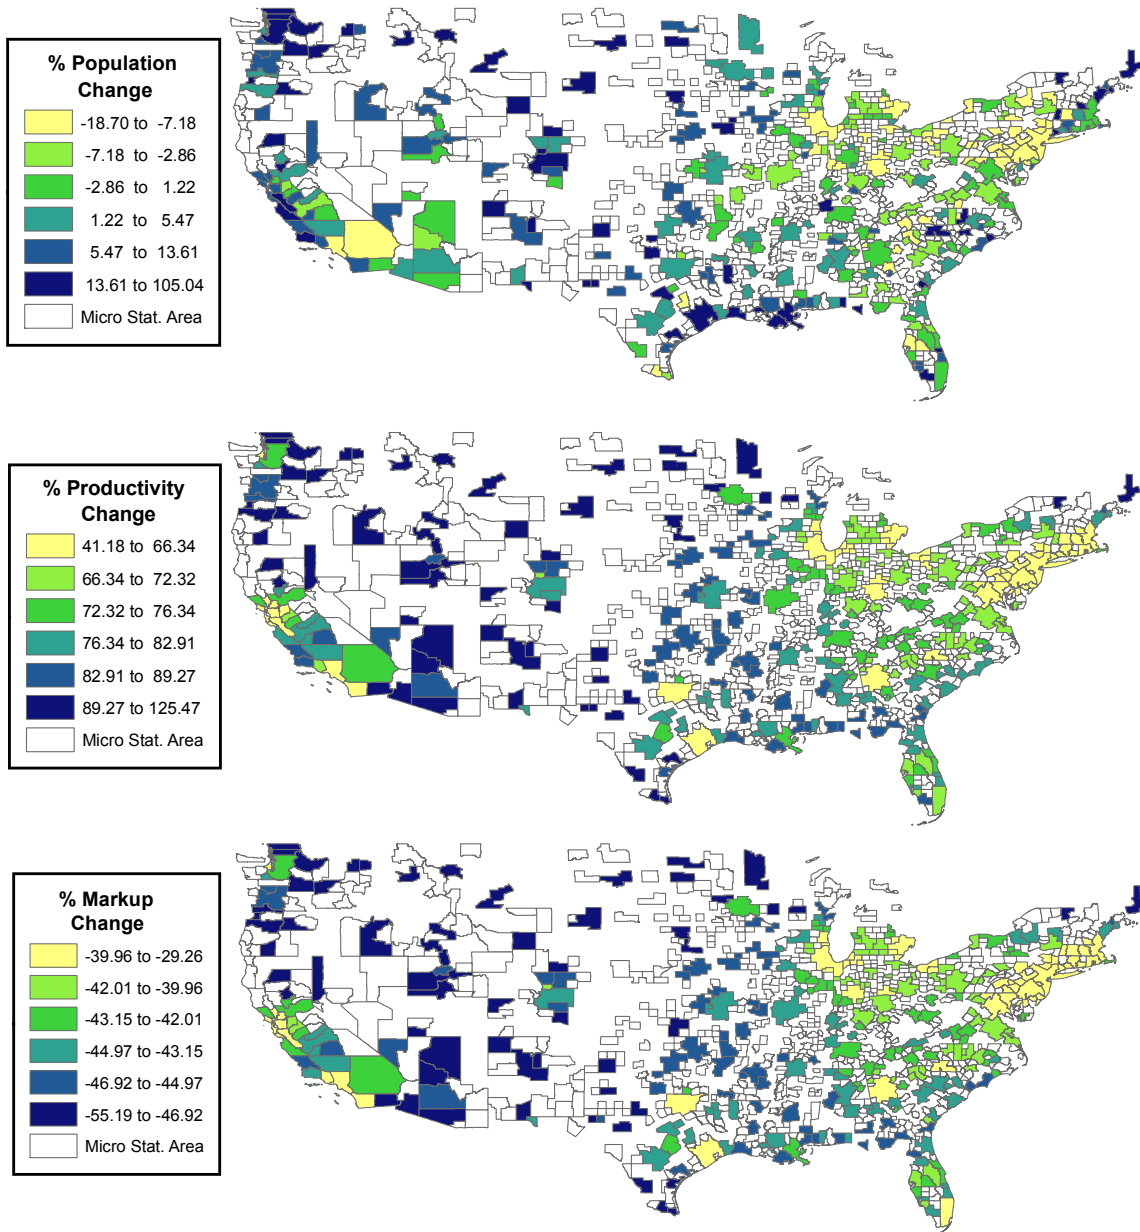 % Population
Change
-18.70 to -7.18
-7.18 to -2.86
-2.86 to 1.22
1.22 to 5.47
5.47 to 13.61
13.61 to 105.04
Micro Stat. Area
% Productivity
Change
41.18 to 66.34
66.34 to 72.32
72.32 to 76.34
76.34 to 82.91
82.91 to 89.27
89.27 to 125.47
Micro Stat. Area
% Markup
Change
-39.96 to -29.26
-42.01 to -39.96
-43.15 to -42.01
-44.97 to -43.15
-46.92 to -44.97
-55.19 to -46.92
Micro Stat. Area